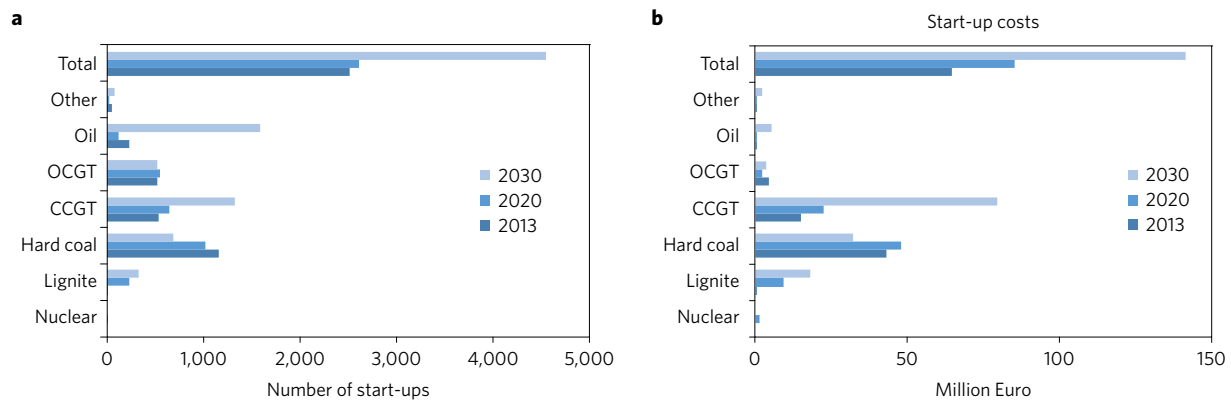 a
Total
Other
Oil
OCGT
CCGT
Hard coal
Lignite
Nuclear
2030
2020
2013
0 1,000 2,000 3,000 4,000 5,000
Number of start-ups
b
Start-up costs
Total
Other
Oil
OCGT
CCGT
Hard coal
Lignite
Nuclear
2030
2020
2013
0 50 100 150
Million Euro